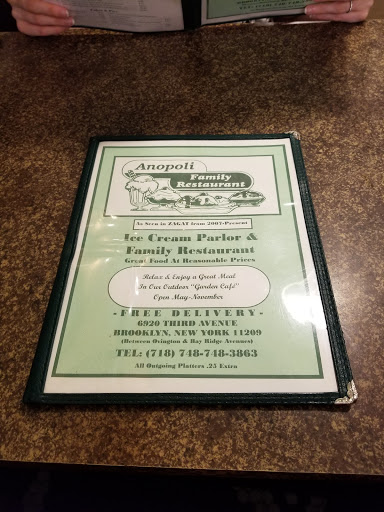 Anopoli
Family
Restaurant
As Seen in ZAGAT from 2007-Present
Ice Cream Parlor &
Family Restaurant
Great Food At Reasonable Prices
Relax & Enjoy a Great Meal
In Our Outdoor "Garden Café"
Open May-November
- FREE DELIVERY -
6920 THIRD AVENUE
BROOKLYN, NEW YORK 11209
(Between Ovington & Bay Ridge Avenues)
TEL: (718) 748-748-3863
All Outgoing Platters .25 Extra